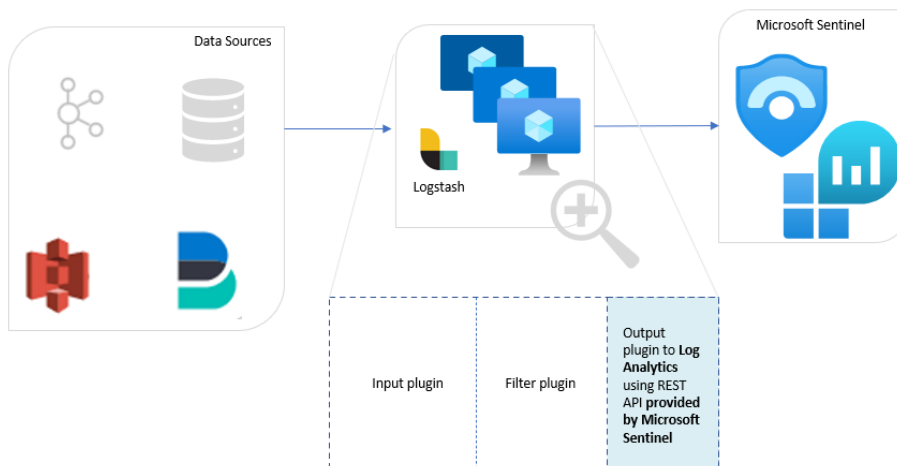 Data Sources
Logstash
Microsoft Sentinel
Input plugin
Filter plugin
Output
plugin to Log
Analytics
using REST
API provided
by Microsoft
Sentinel